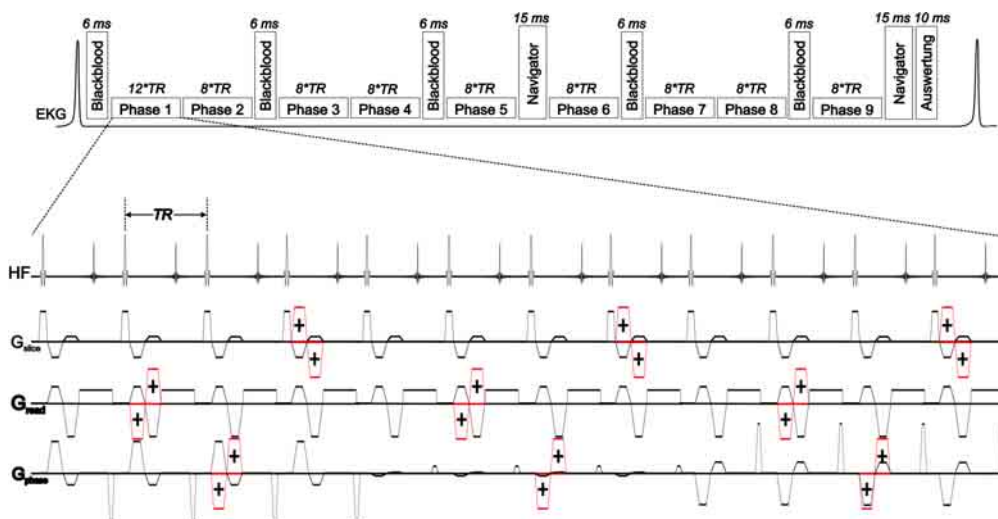 6 ms 6 ms 6 ms 15 ms 6 ms 6 ms 15 ms 10 ms
Blackblood Blackblood Blackblood Navigator Blackblood Blackblood Navigator Auswertung
12*TR 8*TR 8*TR 8*TR 8*TR 8*TR 8*TR 8*TR 8*TR
EKG Phase 1 Phase 2 Phase 3 Phase 4 Phase 5 Phase 6 Phase 7 Phase 8 Phase 9
TR
HF
+ + +
Gslice
+ + +
+ + +
Gread
+ + +
+ + +
Gphase
+ + +